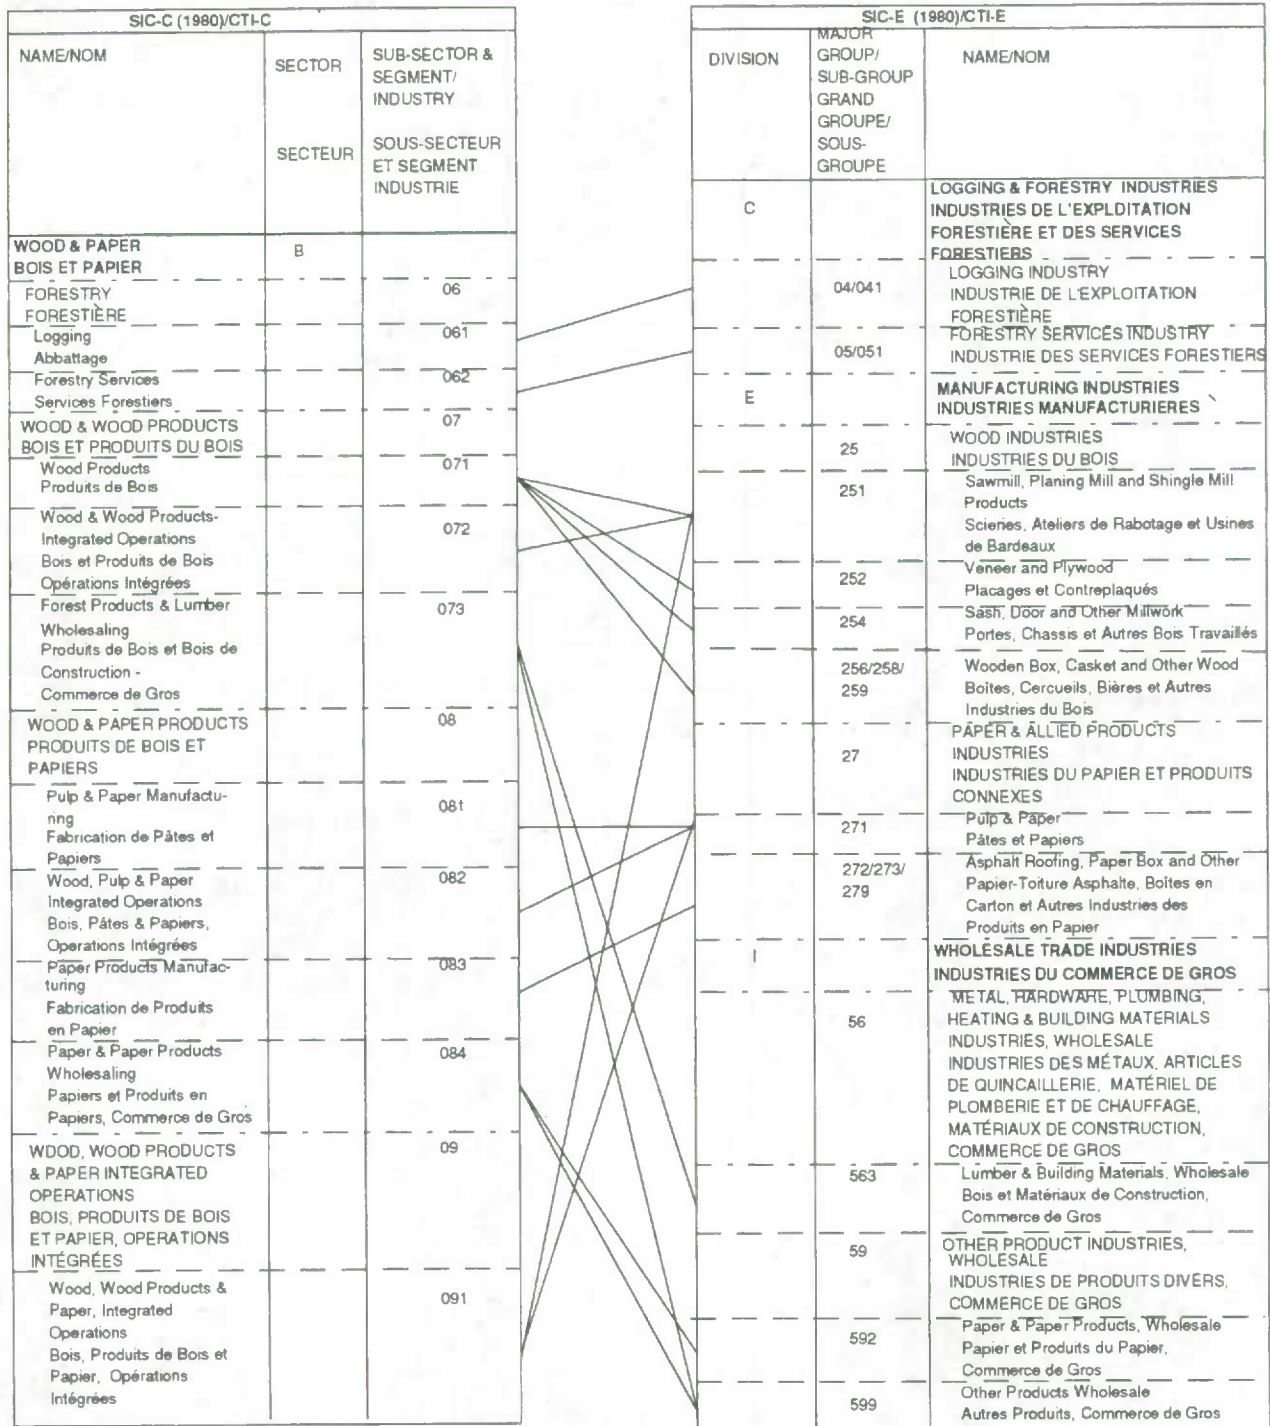 SIC-C (1980)/CTI-C
NAME/NOM
SECTOR
SECTEUR
SUB-SECTOR &
SEGMENT/
INDUSTRY
SOUS-SECTEUR
ET SEGMENT
INDUSTRIE
WOOD & PAPER
BOIS ET PAPIER
B
FORESTRY
FORESTIÈRE
06
Logging
Abbattage
061
Forestry Services
Services Forestiers
062
WOOD & WOOD PRODUCTS
BOIS ET PRODUITS DU BOIS
07
Wood Products
Produits de Bois
071
Wood & Wood Products-
Integrated Operations
Bois et Produits de Bois
Opérations Intégrées
072
Forest Products & Lumber
Wholesaling
Produits de Bois et Bois de
Construction -
Commerce de Gros
073
WOOD & PAPER PRODUCTS
PRODUITS DE BOIS ET
PAPIERS
08
Pulp & Paper Manufactu-
ring
Fabrication de Pâtes et
Papiers
081
Wood, Pulp & Paper
Integrated Operations
Bois, Pâtes & Papiers,
Operations Intégrées
082
Paper Products Manufac-
turing
Fabrication de Produits
en Papier
083
Paper & Paper Products
Wholesaling
Papiers et Produits en
Papiers, Commerce de Gros
084
WDOD, WOOD PRODUCTS
& PAPER INTEGRATED
OPERATIONS
BOIS, PRODUITS DE BOIS
ET PAPIER, OPERATIONS
INTÉGRÉES
09
Wood, Wood Products &
Paper, Integrated
Operations
Bois, Produits de Bois et
Papier, Opérations
Intégrées
091
SIC-E (1980)/CTI-E
DIVISION
MAJOR
GROUP/
SUB-GROUP
GRAND
GROUPE/
SOUS-
GROUPE
NAME/NOM
C
LOGGING & FORESTRY INDUSTRIES
INDUSTRIES DE L'EXPLDITATION
FORESTIÈRE ET DES SERVICES
FORESTIERS
04/041
LOGGING INDUSTRY
INDUSTRIE DE L'EXPLOITATION
FORESTIÈRE
05/051
FORESTRY SERVICES INDUSTRY
INDUSTRIE DES SERVICES FORESTIERS
E
MANUFACTURING INDUSTRIES
INDUSTRIES MANUFACTURIERES
25
WOOD INDUSTRIES
INDUSTRIES DU BOIS
251
Sawmill, Planing Mill and Shingle Mill
Products
Scieries, Ateliers de Rabotage et Usines
de Bardeaux
252
Veneer and Plywood
Placages et Contreplaqués
254
Sash, Door and Other Millwork
Portes, Chassis et Autres Bois Travaillés
256/258/
259
Wooden Box, Casket and Other Wood
Boîtes, Cercueils, Bières et Autres
Industries du Bois
27
PAPER & ALLIED PRODUCTS
INDUSTRIES
INDUSTRIES DU PAPIER ET PRODUITS
CONNEXES
271
Pulp & Paper
Pâtes et Papiers
272/273/
279
Asphalt Roofing, Paper Box and Other
Papier-Toiture Asphalte, Boîtes en
Carton et Autres Industries des
Produits en Papier
I
WHOLESALE TRADE INDUSTRIES
INDUSTRIES DU COMMERCE DE GROS
56
METAL, HARDWARE, PLUMBING,
HEATING & BUILDING MATERIALS
INDUSTRIES, WHOLESALE
INDUSTRIES DES MÉTAUX, ARTICLES
DE QUINCAILLERIE, MATÉRIEL DE
PLOMBERIE ET DE CHAUFFAGE,
MATÉRIAUX DE CONSTRUCTION,
COMMERCE DE GROS
563
Lumber & Building Materials, Wholesale
Bois et Matériaux de Construction,
Commerce de Gros
59
OTHER PRODUCT INDUSTRIES,
WHOLESALE
INDUSTRIES DE PRODUITS DIVERS,
COMMERCE DE GROS
592
Paper & Paper Products, Wholesale
Papier et Produits du Papier,
Commerce de Gros
599
Other Products Wholesale
Autres Produits, Commerce de Gros